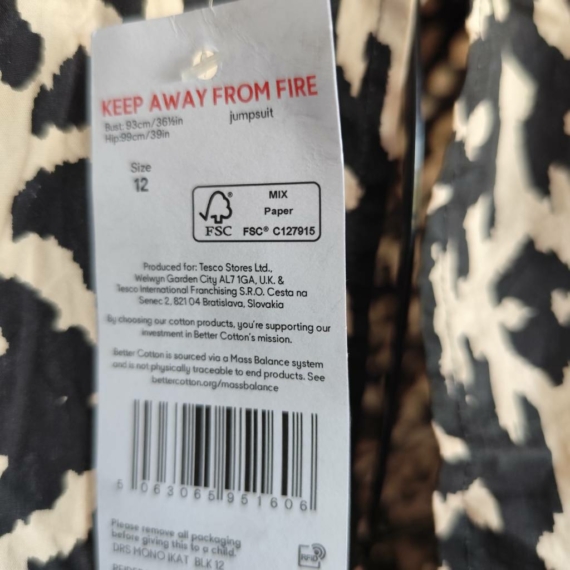 KEEP AWAY FROM FIRE
Bust: 93cm/36½in
jumpsuit
Hip:99cm/39in
Size
12
MIX
Paper
FSC® C127915
FSC
Produced for: Tesco Stores Ltd.,
Welwyn Garden City AL7 1GA, U.K. &
Tesco International Franchising S.R.O. Cesta na
Senec 2, 821 04 Bratislava, Slovakia
By choosing our cotton products, you're supporting our
investment in Better Cotton's mission.
Better Cotton is sourced via a Mass Balance system
and is not physically traceable to end products. See
bettercotton.org/massbalance
5 063065 951606
Please remove all packaging
before giving this to a child.
DRS MONO IKAT BLK 12